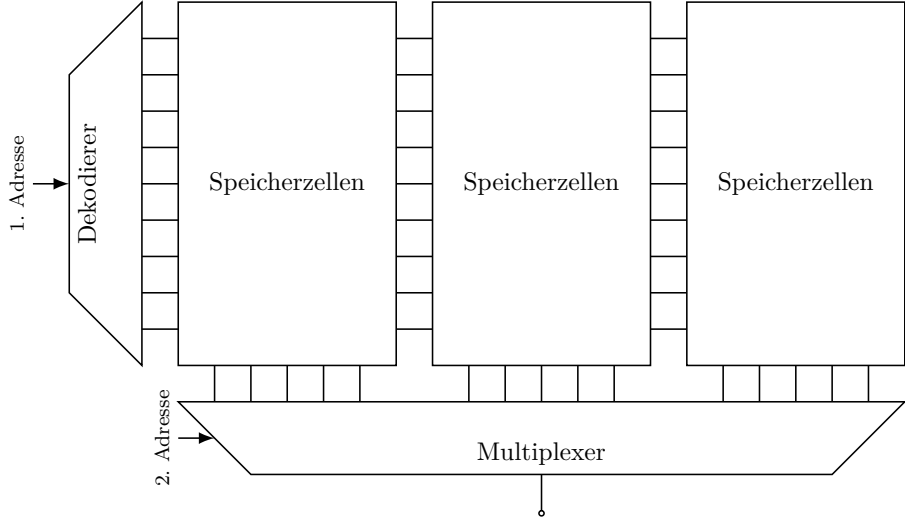 1. Adresse
Dekodierer
Speicherzellen
Speicherzellen
Speicherzellen
2. Adresse
Multiplexer